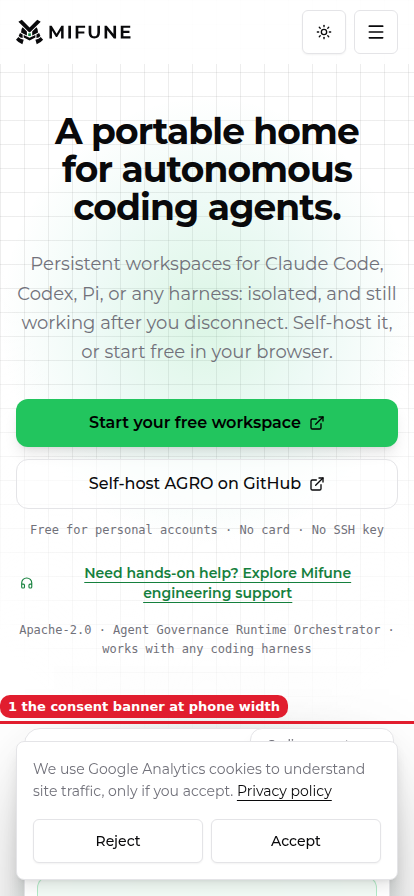 MIFUNE
A portable home
for autonomous
coding agents.
Persistent workspaces for Claude Code,
Codex, Pi, or any harness: isolated, and still
working after you disconnect. Self-host it,
or start free in your browser.
Start your free workspace
Self-host AGRO on GitHub
Free for personal accounts · No card · No SSH key
Need hands-on help? Explore Mifune
engineering support
Apache-2.0 · Agent Governance Runtime Orchestrator ·
works with any coding harness
1 the consent banner at phone width
We use Google Analytics cookies to understand
site traffic, only if you accept. Privacy policy
Reject
Accept